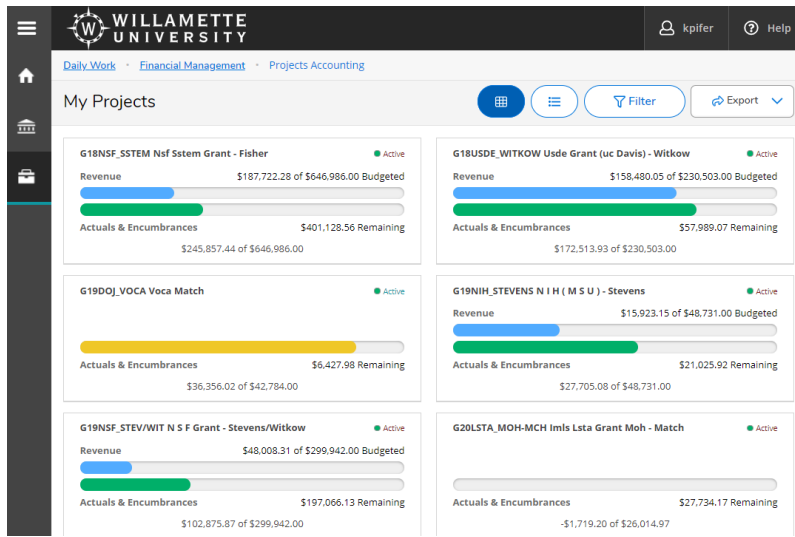 WILLAMETTE
W
UNIVERSITY
kpifer
Help
Daily Work • Financial Management • Projects Accounting
My Projects
Filter
Export
G18NSF_SSTEM Nsf Sstem Grant - Fisher
Active
Revenue
$187,722.28 of $646,986.00 Budgeted
Actuals & Encumbrances
$401,128.56 Remaining
$245,857.44 of $646,986.00
G18USDE_WITKOW Usde Grant (uc Davis) - Witkow
Active
Revenue
$158,480.05 of $230,503.00 Budgeted
Actuals & Encumbrances
$57,989.07 Remaining
$172,513.93 of $230,503.00
G19DOJ_VOCA Voca Match
Active
Actuals & Encumbrances
$6,427.98 Remaining
$36,356.02 of $42,784.00
G19NIH_STEVENS N I H ( M S U ) - Stevens
Active
Revenue
$15,923.15 of $48,731.00 Budgeted
Actuals & Encumbrances
$21,025.92 Remaining
$27,705.08 of $48,731.00
G19NSF_STEV/WIT N S F Grant - Stevens/Witkow
Active
Revenue
$48,008.31 of $299,942.00 Budgeted
Actuals & Encumbrances
$197,066.13 Remaining
$102,875.87 of $299,942.00
G20LSTA_MOH-MCH Imls Lsta Grant Moh - Match
Active
Actuals & Encumbrances
$27,734.17 Remaining
-$1,719.20 of $26,014.97